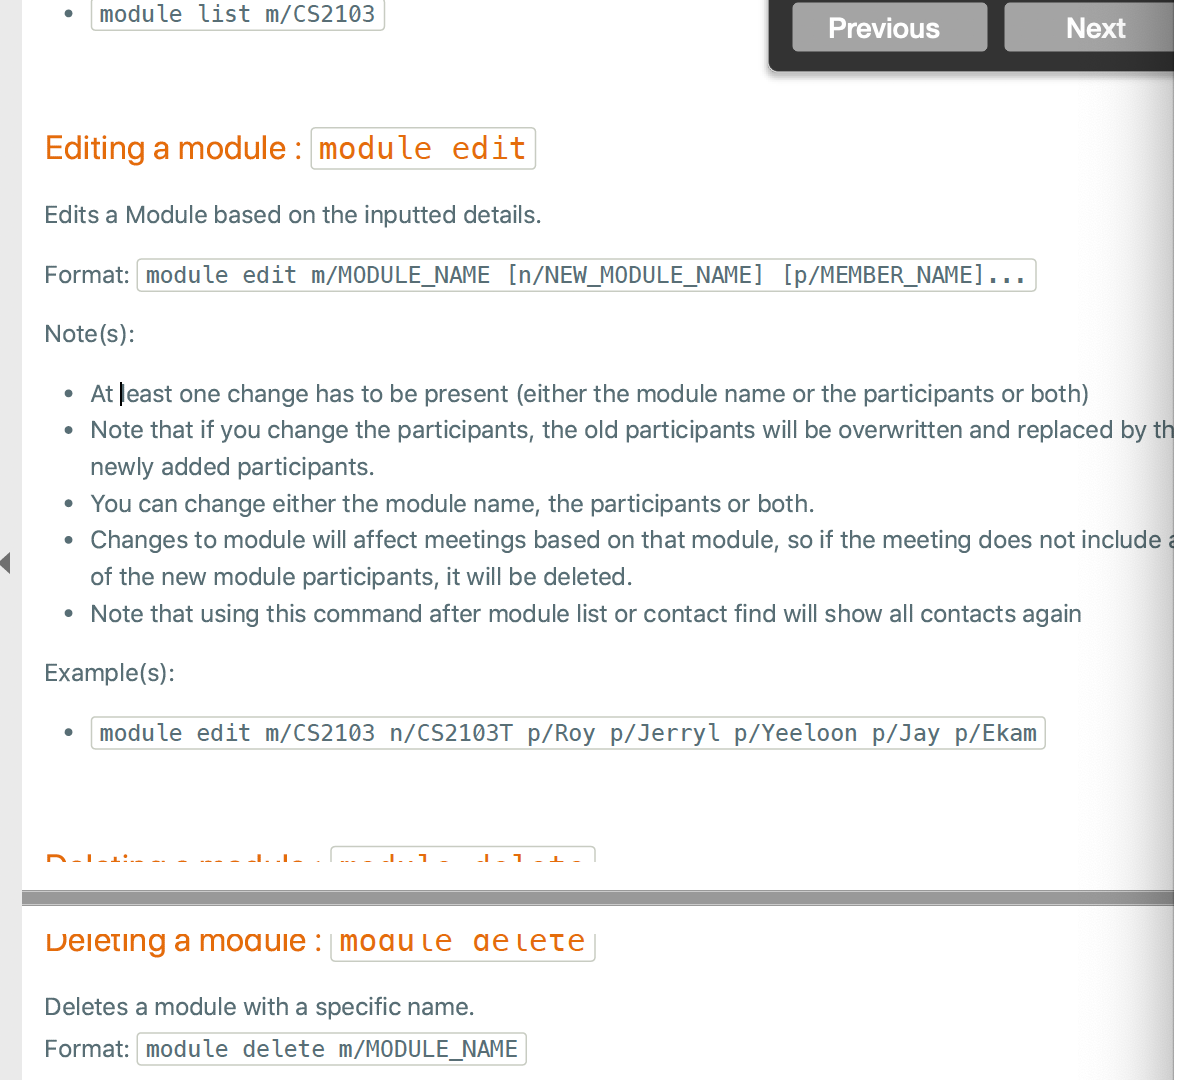 module list m/CS2103
Previous
Next
Editing a module : module edit
Edits a Module based on the inputted details.
Format: module edit m/MODULE_NAME [n/NEW_MODULE_NAME] [p/MEMBER_NAME]...
Note(s):
• At least one change has to be present (either the module name or the participants or both)
• Note that if you change the participants, the old participants will be overwritten and replaced by
newly added participants.
• You can change either the module name, the participants or both.
• Changes to module will affect meetings based on that module, so if the meeting does not include
of the new module participants, it will be deleted.
• Note that using this command after module list or contact find will show all contacts again
Example(s):
• module edit m/CS2103 n/CS2103T p/Roy p/Jerryl p/Yeeloon p/Jay p/Ekam
Deleting a module : module delete
Deleting a module : module delete
Deletes a module with a specific name.
Format: module delete m/MODULE_NAME